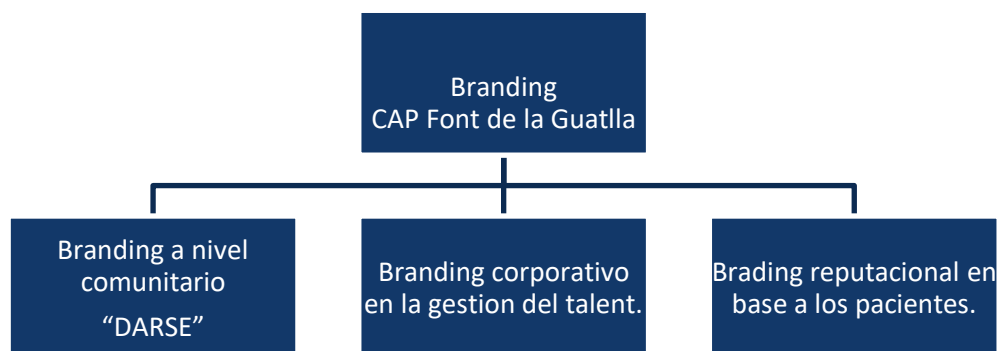 Branding
CAP Font de la Guatlla
Branding a nivel
comunitario
“DARSE”
Branding corporativo
en la gestion del talent.
Brading reputacional en
base a los pacientes.